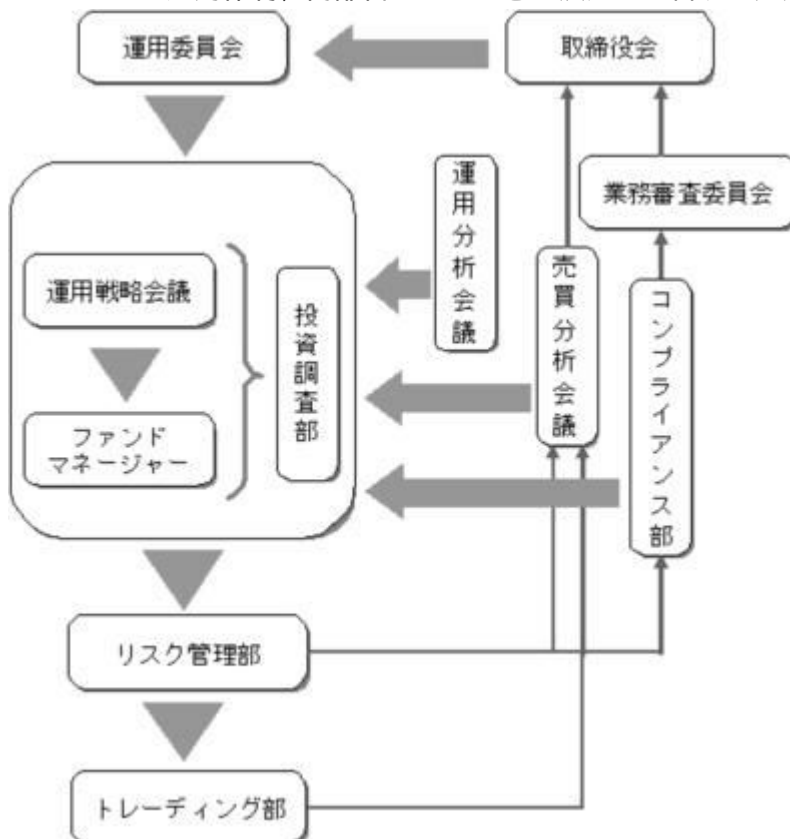 運用委員会
取締役会
運用分析会議
業務審査委員会
運用戦略会議
投資調査部
売買分析会議
コンプライアンス部
ファンド
マネージャー
リスク管理部
トレーディング部